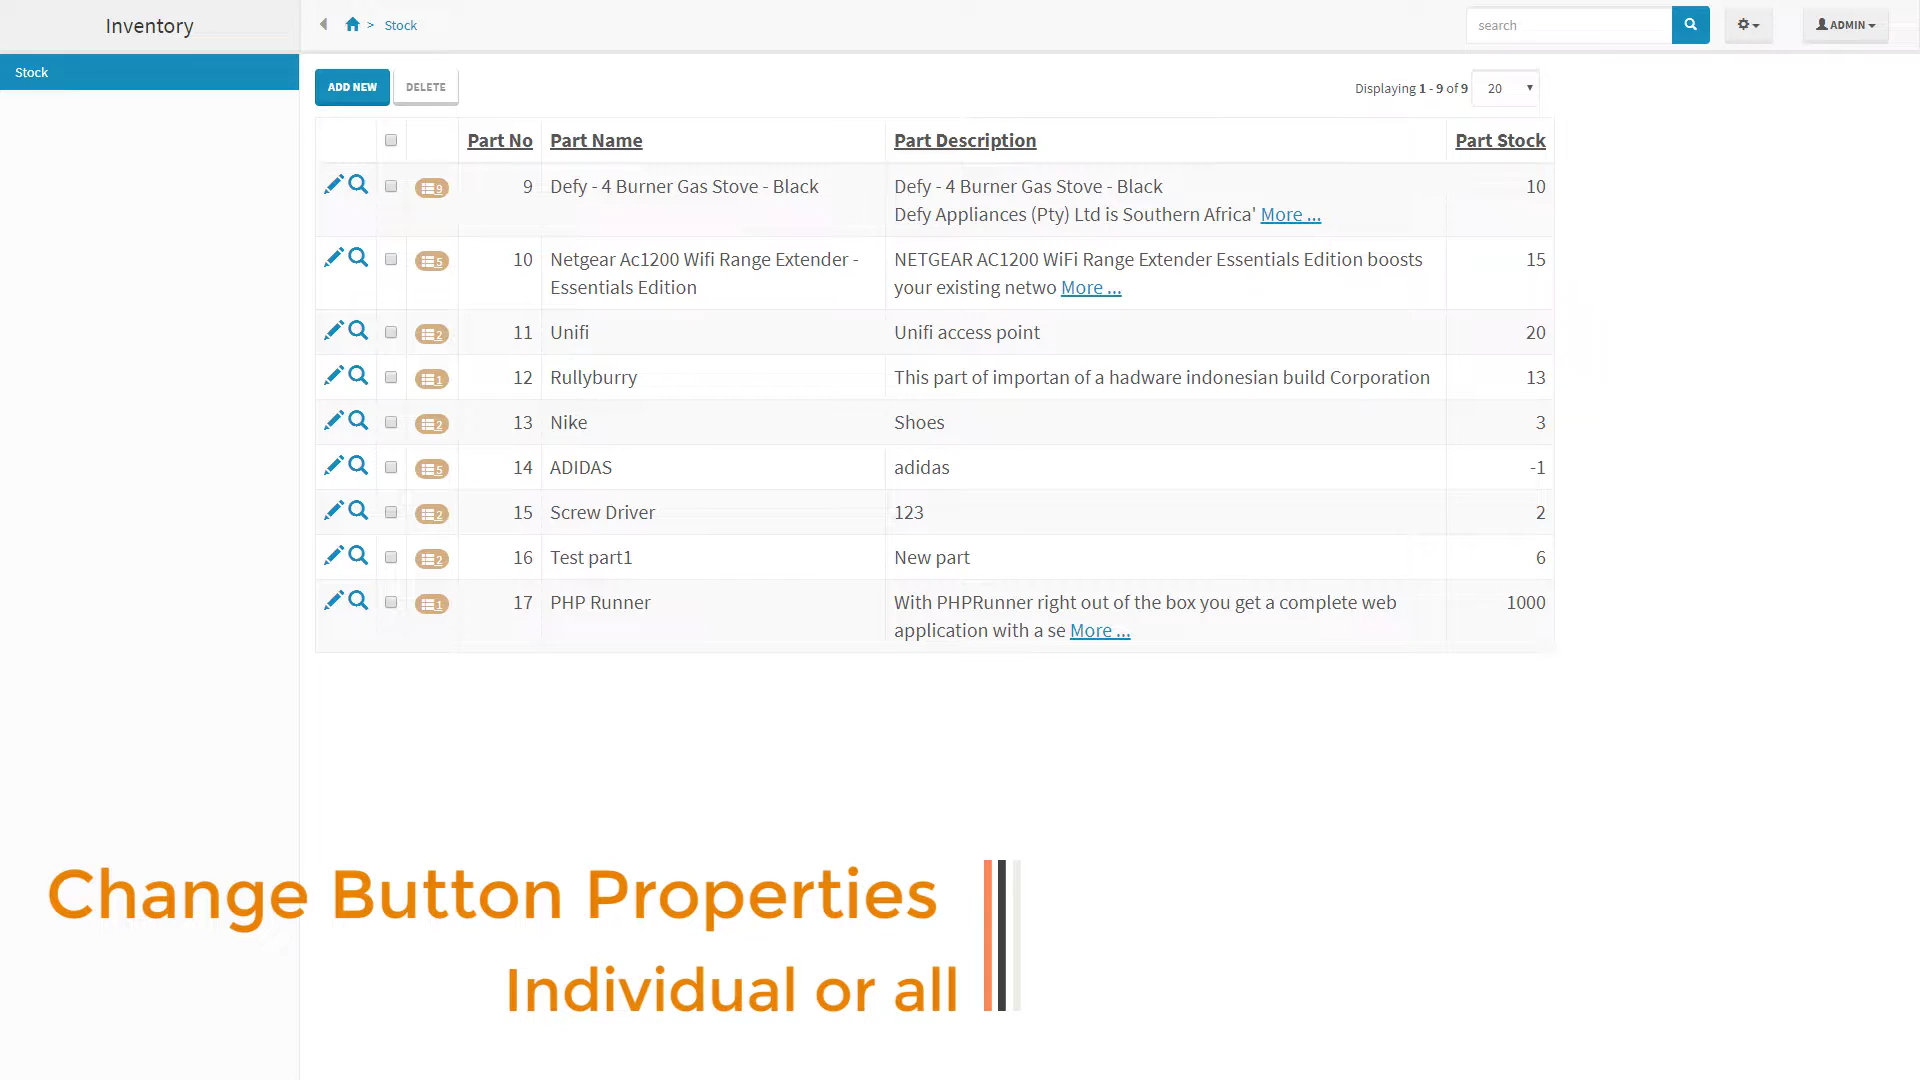 Inventory
> Stock
search
ADMIN
Stock
ADD NEW
DELETE
Displaying 1 - 9 of 9
20
Part No Part Name Part Description Part Stock
9 9 Defy - 4 Burner Gas Stove - Black Defy - 4 Burner Gas Stove - Black 10
Defy Appliances (Pty) Ltd is Southern Africa' More ...
5 10 Netgear Ac1200 Wifi Range Extender - NETGEAR AC1200 WiFi Range Extender Essentials Edition boosts 15
Essentials Edition your existing netwo More ...
2 11 Unifi Unifi access point 20
1 12 Rullyburry This part of importan of a hadware indonesian build Corporation 13
2 13 Nike Shoes 3
5 14 ADIDAS adidas -1
2 15 Screw Driver 123 2
2 16 Test part1 New part 6
1 17 PHP Runner With PHPRunner right out of the box you get a complete web 1000
application with a se More ...
Change Button Properties
Individual or all